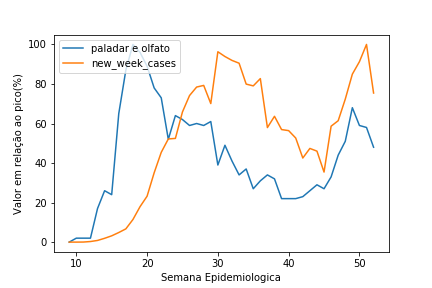 paladar e olfato
new_week_cases
Valor em relação ao pico(%)
100
80
60
40
20
0
10
20
30
40
50
Semana Epidemiologica